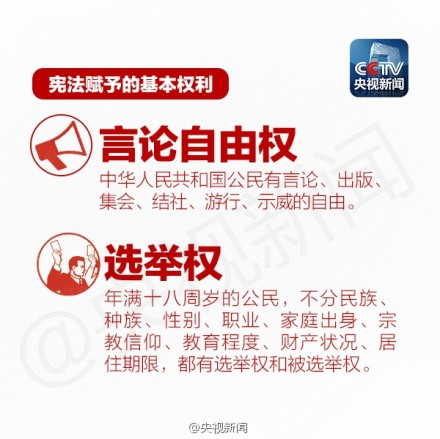 CCTV
央视新闻
宪法赋予的基本权利
言论自由权
中华人民共和国公民有言论、出版、
集会、结社、游行、示威的自由。
选举权
年满十八周岁的公民，不分民族、
种族、性别、职业、家庭出身、宗
教信仰、教育程度、财产状况、居
住期限，都有选举权和被选举权。
@央视新闻
@央视新闻